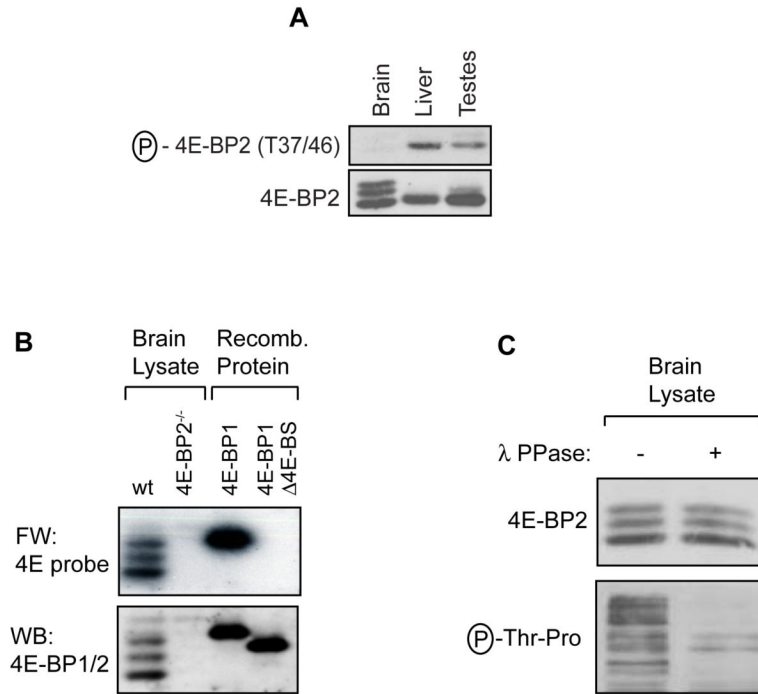 A
Brain
Liver
Testes
P - 4E-BP2 (T37/46)
4E-BP2
B
Brain
Lysate
Recomb.
Protein
wt
4E-BP2-/-
4E-BP1
4E-BP1
Δ4E-BS
FW:
4E probe
WB:
4E-BP1/2
C
Brain
Lysate
λ PPase: - +
4E-BP2
P-Thr-Pro